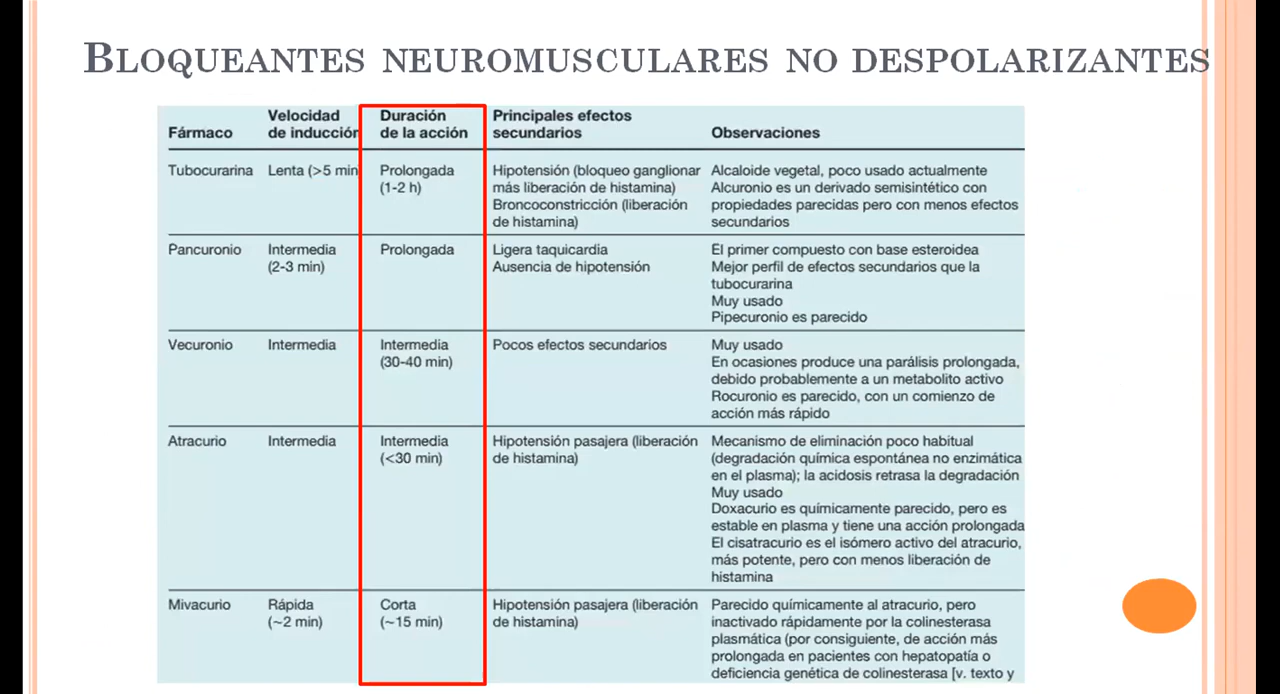 BLOQUEANTES NEUROMUSCULARES NO DESPOLARIZANTES
Fármaco
Velocidad
de inducción
Duración
de la acción
Principales efectos
secundarios
Observaciones
Tubocurarina
Lenta (>5 min
Prolongada
(1-2 h)
Hipotensión (bloqueo ganglionar
más liberación de histamina)
Broncoconstricción (liberación
de histamina)
Alcaloide vegetal, poco usado actualmente
Alcuronio es un derivado semisintético con
propiedades parecidas pero con menos efectos
secundarios
Pancuronio
Intermedia
(2-3 min)
Prolongada
Ligera taquicardia
Ausencia de hipotensión
El primer compuesto con base esteroidea
Mejor perfil de efectos secundarios que la
tubocurarina
Muy usado
Pipecuronio es parecido
Vecuronio
Intermedia
Intermedia
(30-40 min)
Pocos efectos secundarios
Muy usado
En ocasiones produce una parálisis prolongada,
debido probablemente a un metabolito activo
Rocuronio es parecido, con un comienzo de
acción más rápido
Atracurio
Intermedia
Intermedia
(<30 min)
Hipotensión pasajera (liberación
de histamina)
Mecanismo de eliminación poco habitual
(degradación química espontánea no enzimática
en el plasma); la acidosis retrasa la degradación
Muy usado
Doxacurio es químicamente parecido, pero es
estable en plasma y tiene una acción prolongada
El cisatracurio es el isómero activo del atracurio,
más potente, pero con menos liberación de
histamina
Mivacurio
Rápida
(~2 min)
Corta
(~15 min)
Hipotensión pasajera (liberación
de histamina)
Parecido químicamente al atracurio, pero
inactivado rápidamente por la colinesterasa
plasmática (por consiguiente, de acción más
prolongada en pacientes con hepatopatía o
deficiencia genética de colinesterasa [v. texto y